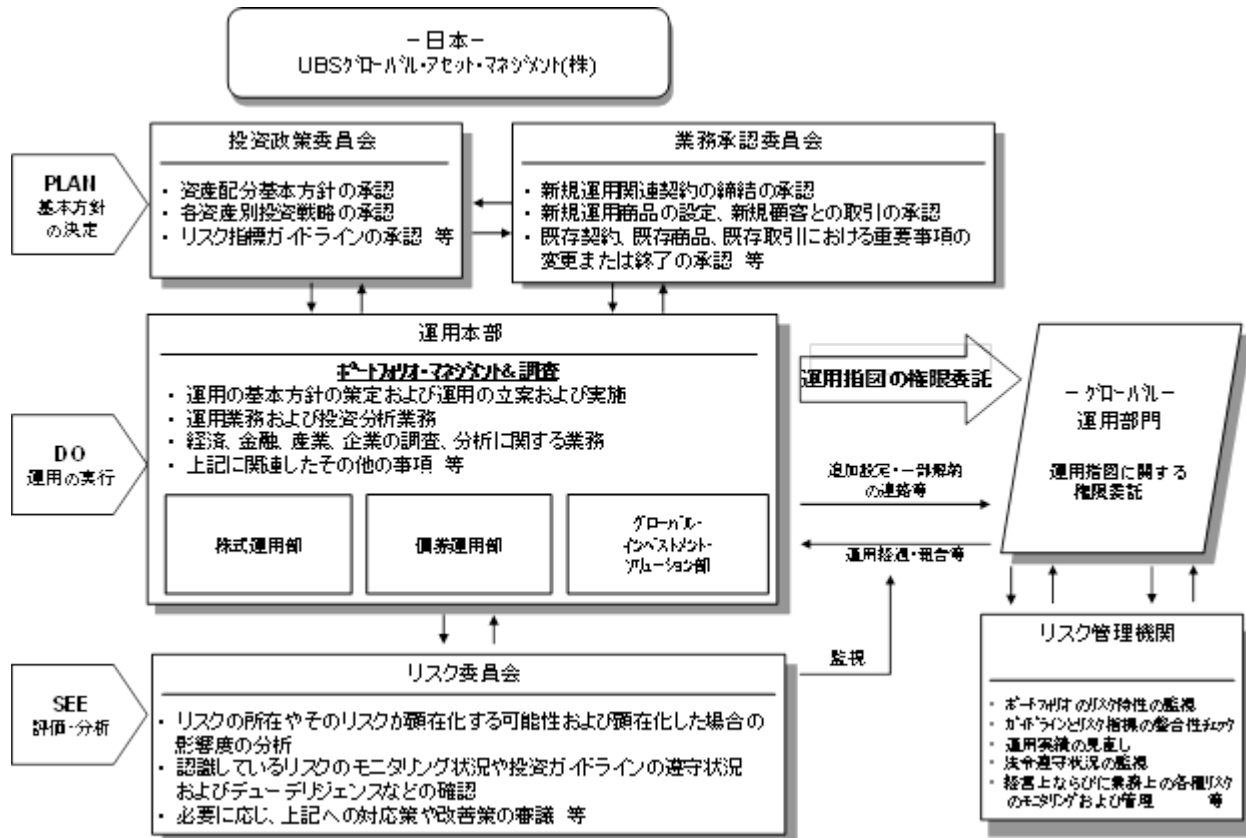 －日本－
UBSｸﾞﾛｰﾊﾞﾙ･ｱｾｯﾄ･ﾏﾈｼﾞﾒﾝﾄ(株)
PLAN
基本方針
の決定
投資政策委員会
・ 資産配分基本方針の承認
・ 各資産別投資戦略の承認
・ リスク指標ガイドラインの承認 等
業務承認委員会
・ 新規運用関連契約の締結の承認
・ 新規運用商品の設定、新規顧客との取引の承認
・ 既存契約、既存商品、既存取引における重要事項の
変更または終了の承認 等
DO
運用の実行
運用本部
ﾎﾟｰﾄﾌｫﾘｵ･ﾏﾈｼﾞﾒﾝﾄ&調査
・ 運用の基本方針の策定および運用の立案および実施
・ 運用業務および投資分析業務
・ 経済、金融、産業、企業の調査、分析に関する業務
・ 上記に関連したその他の事項 等
株式運用部
債券運用部
ｸﾞﾛｰﾊﾞﾙ･
ｲﾝﾍﾞｽﾄﾒﾝﾄ･
ｿﾘｭｰｼｮﾝ部
運用指図の権限委託
追加設定・一部解約
の連絡等
運用経過・報告等
監視
－ｸﾞﾛｰﾊﾞﾙ－
運用部門
運用指図に関する
権限委託
SEE
評価・分析
リスク委員会
・ リスクの所在やそのリスクが顕在化する可能性および顕在化した場合の
影響度の分析
・ 認識しているリスクのモニタリング状況や投資ガイドラインの遵守状況
およびデューデリジェンスなどの確認
・ 必要に応じ、上記への対応策や改善策の審議 等
リスク管理機関
・ ﾎﾟｰﾄﾌｫﾘｵのﾘｽｸ特性の監視
・ ｶﾞｲﾄﾞﾗｲﾝとﾘｽｸ指標の整合性ﾁｪｯｸ
・ 運用実績の見直し
・ 法令遵守状況の監視
・ 経営上ならびに業務上の各種ﾘｽｸ
のﾓﾆﾀﾘﾝｸﾞおよび管理 等